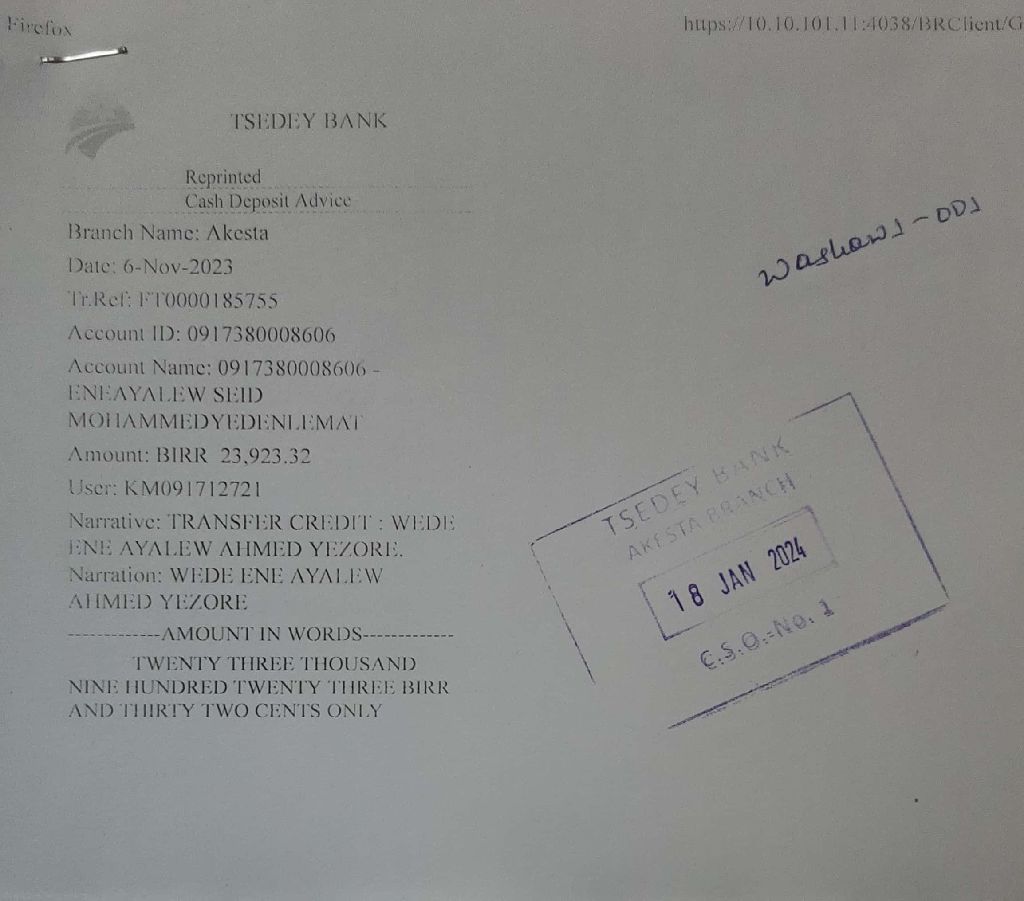 Firefox
https://10.10.101.11:4038/BRClient/G
TSEDEY BANK
Reprinted
Cash Deposit Advice
Branch Name: Akesta
Date: 6-Nov-2023
Tr.Ref: FT0000185755
Account ID: 0917380008606
Account Name: 0917380008606 -
ENEAYALEW SEID
MOHAMMEDYEDENLEMAT
Amount: BIRR 23,923.32
User: KM091712721
Narrative: TRANSFER CREDIT : WEDE
ENE AYALEW AHMED YEZORE.
Narration: WEDE ENE AYALEW
AHMED YEZORE
-------------AMOUNT IN WORDS-------------
TWENTY THREE THOUSAND
NINE HUNDRED TWENTY THREE BIRR
AND THIRTY TWO CENTS ONLY
TSEDEY BANK
AKESTA BRANCH
18 JAN 2024
C.S.O.=No. 1